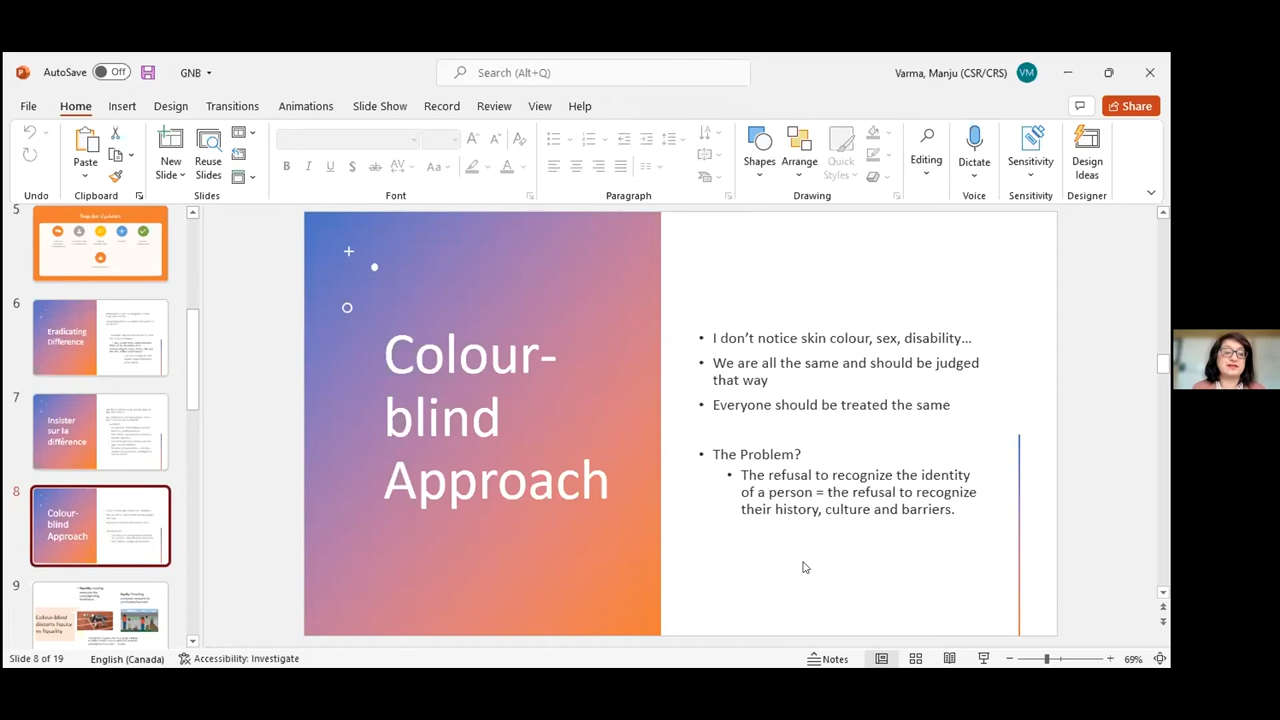 AutoSave Off GNB Search (Alt+Q) Varma, Manju (CSR/CRS) VM
File Home Insert Design Transitions Animations Slide Show Record Review View Help Share
Paste New Slide Reuse Slides Aa Shapes Arrange Quick Styles Editing Dictate Sensitivity Design Ideas
Undo Clipboard Slides Font Paragraph Drawing Voice Sensitivity Designer
5
Regular Updates
6
Eradicating
Difference
7
Insister
sur la
différence
8
Colour-
blind
Approach
9
Colour-blind
Colour-
blind
Approach
• I don’t notice skin colour, sex, disability…
• We are all the same and should be judged
that way
• Everyone should be treated the same
• The Problem?
• The refusal to recognize the identity
of a person = the refusal to recognize
their history, culture and barriers.
Slide 8 of 19 English (Canada) Accessibility: Investigate Notes 69%